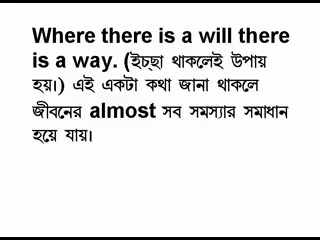 Where there is a will there
is a way. (ইচ্ছা থাকলেই উপায়
হয়।) এই একটা কথা জানা থাকলে
জীবনের almost সব সমস্যার সমাধান
হয়ে যায়।